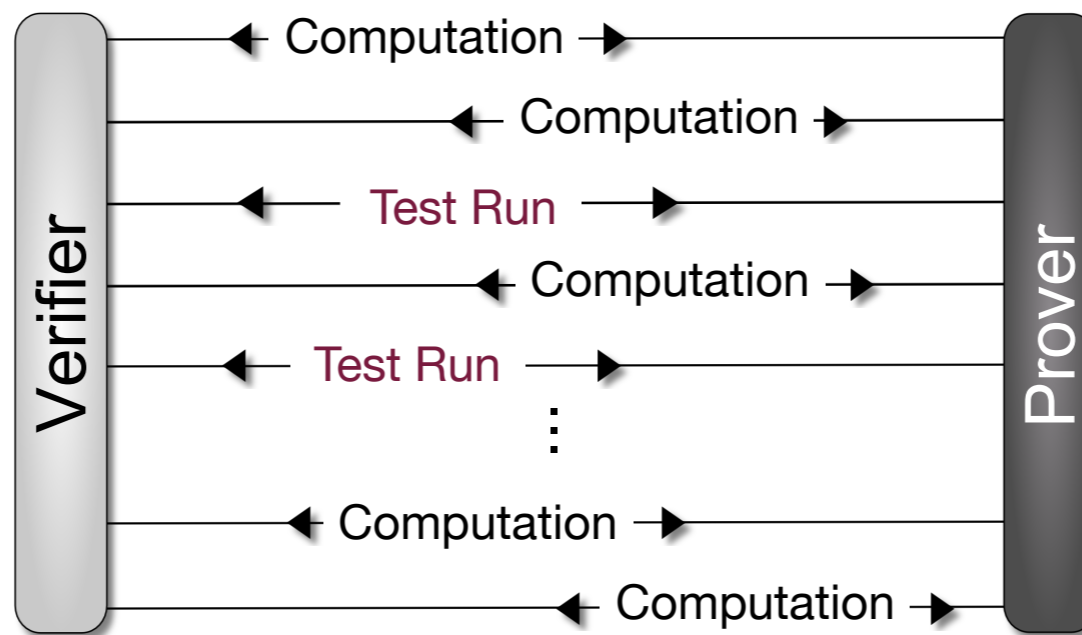 Verifier
Computation
Computation
Test Run
Computation
Test Run
⋮
Computation
Computation
Prover